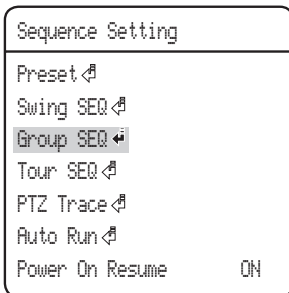 Sequence Setting
Preset
Swing SEQ
Group SEQ
Tour SEQ
PTZ Trace
Auto Run
Power On Resume ON